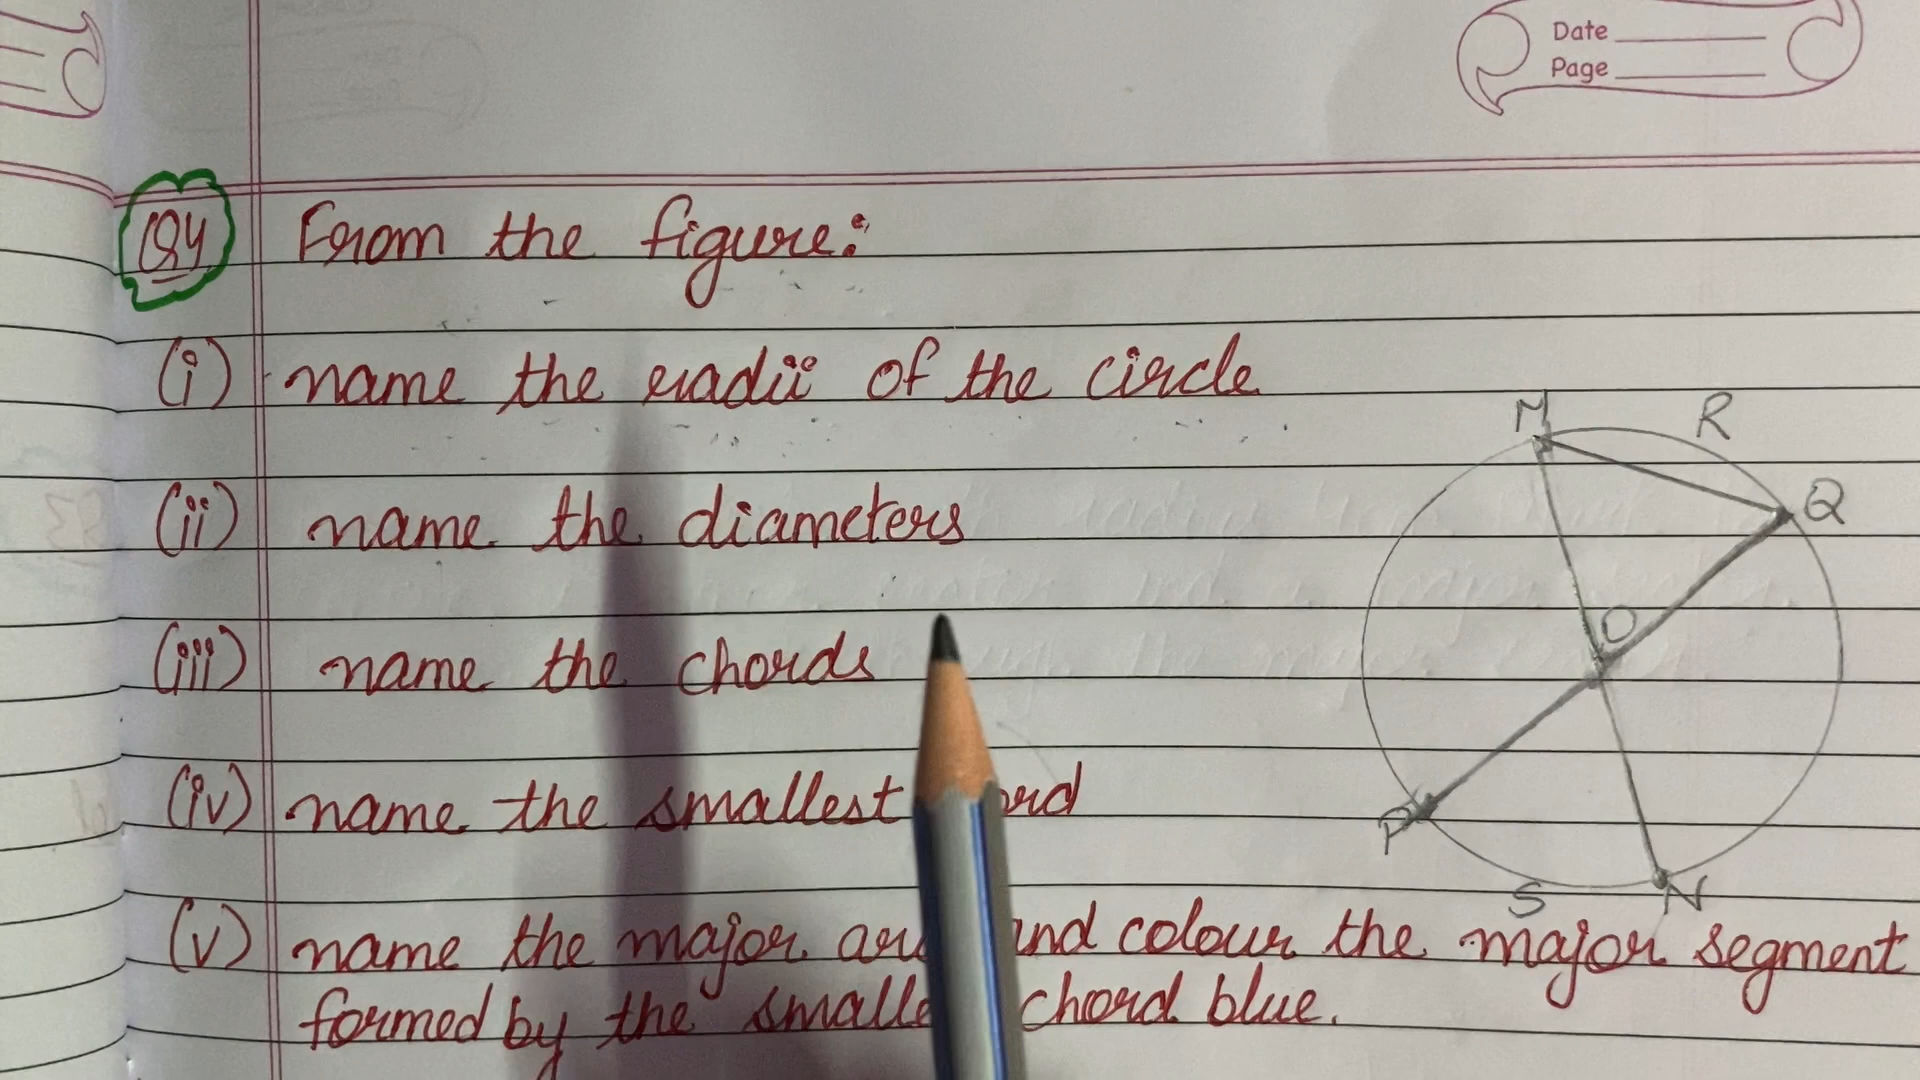 Date
Page
Q4 From the figure:
(i) name the radii of the circle
(ii) name the diameters
(iii) name the chords
(iv) name the smallest
(v) name the major and colour the major segment
formed by the chord blue.
M R
Q
O
P
S N